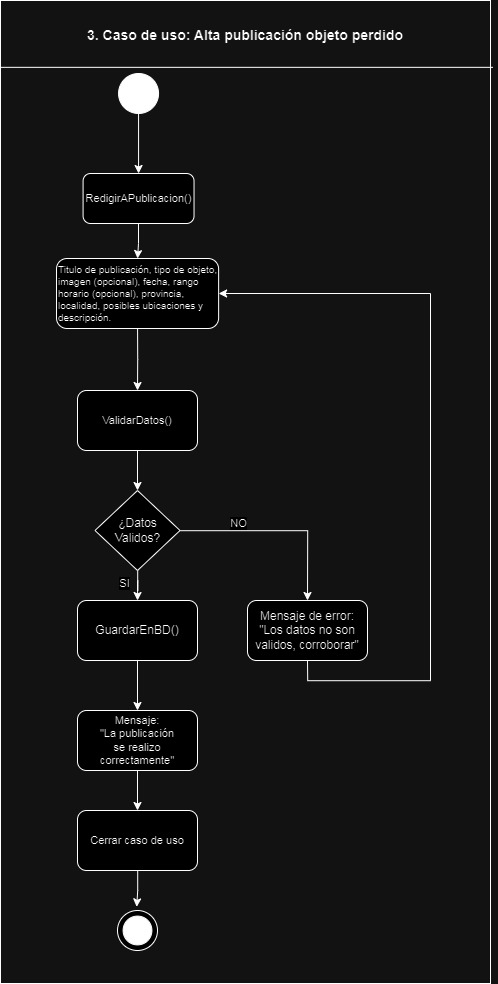 3. Caso de uso: Alta publicación objeto perdido
RedigirAPublicacion()
Titulo de publicación, tipo de objeto,
imagen (opcional), fecha, rango
horario (opcional), provincia,
localidad, posibles ubicaciones y
descripción.
ValidarDatos()
¿Datos
Validos?
NO
SI
GuardarEnBD()
Mensaje de error:
"Los datos no son
validos, corroborar"
Mensaje:
"La publicación
se realizo
correctamente"
Cerrar caso de uso